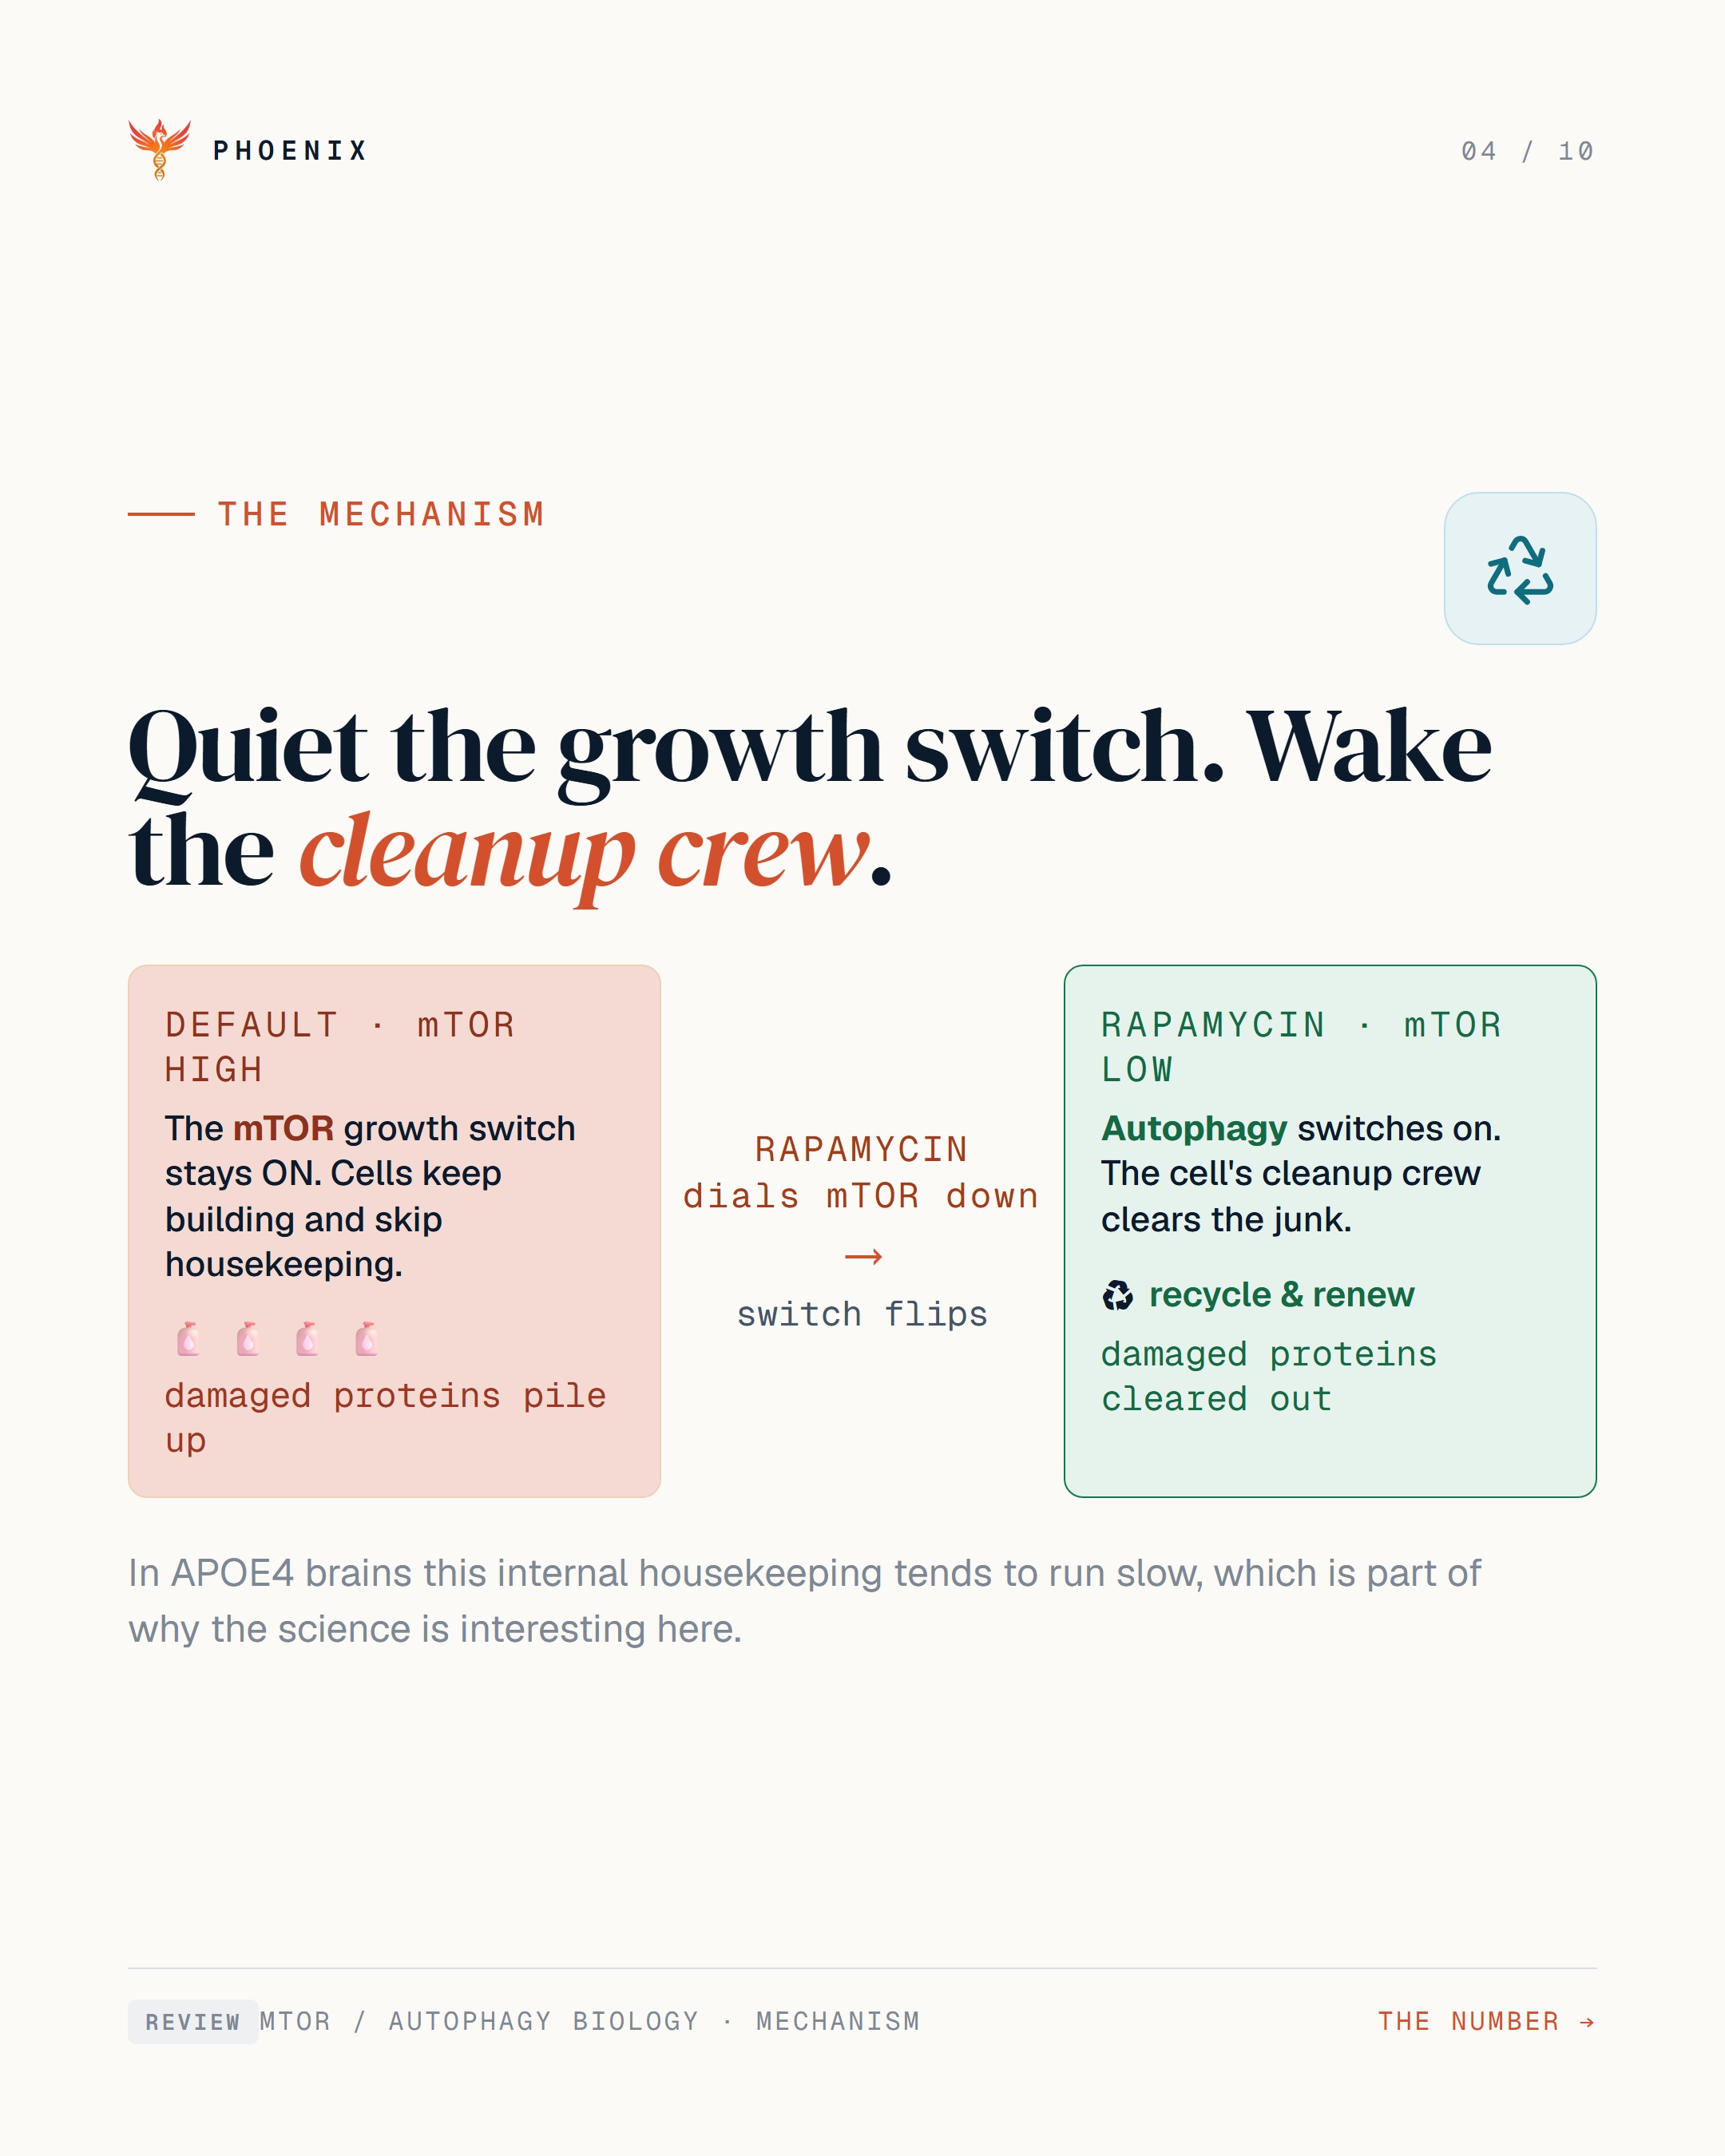 PHOENIX
04 / 10
THE MECHANISM
Quiet the growth switch. Wake
the cleanup crew.
DEFAULT · mTOR
HIGH
The mTOR growth switch
stays ON. Cells keep
building and skip
housekeeping.
damaged proteins pile
up
RAPAMYCIN
dials mTOR down
→
switch flips
RAPAMYCIN · mTOR
LOW
Autophagy switches on.
The cell's cleanup crew
clears the junk.
♻ recycle & renew
damaged proteins
cleared out
In APOE4 brains this internal housekeeping tends to run slow, which is part of
why the science is interesting here.
REVIEW MTOR / AUTOPHAGY BIOLOGY · MECHANISM
THE NUMBER →